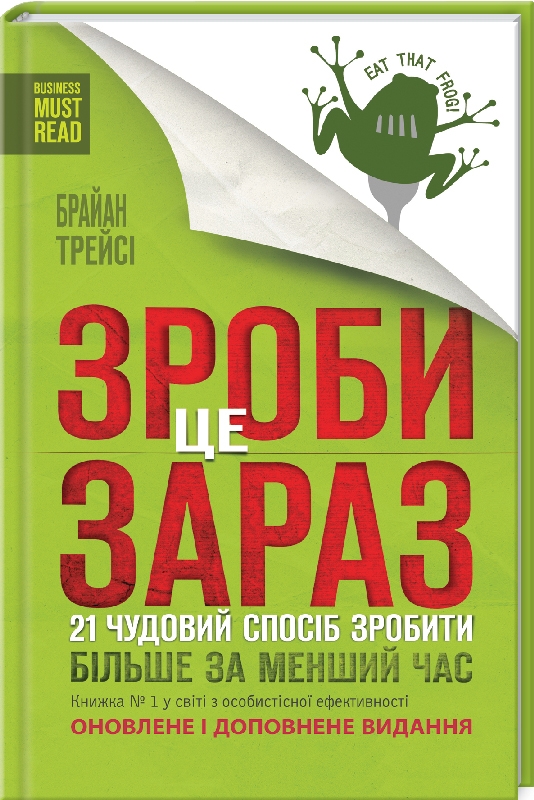 BUSINESS
MUST
READ
EAT THAT FROG!
БРАЙАН
ТРЕЙСІ
ЗРОБИ
ЦЕ
ЗАРАЗ
21 ЧУДОВИЙ СПОСІБ ЗРОБИТИ
БІЛЬШЕ ЗА МЕНШИЙ ЧАС
Книжка № 1 у світі з особистісної ефективності
ОНОВЛЕНЕ І ДОПОВНЕНЕ ВИДАННЯ